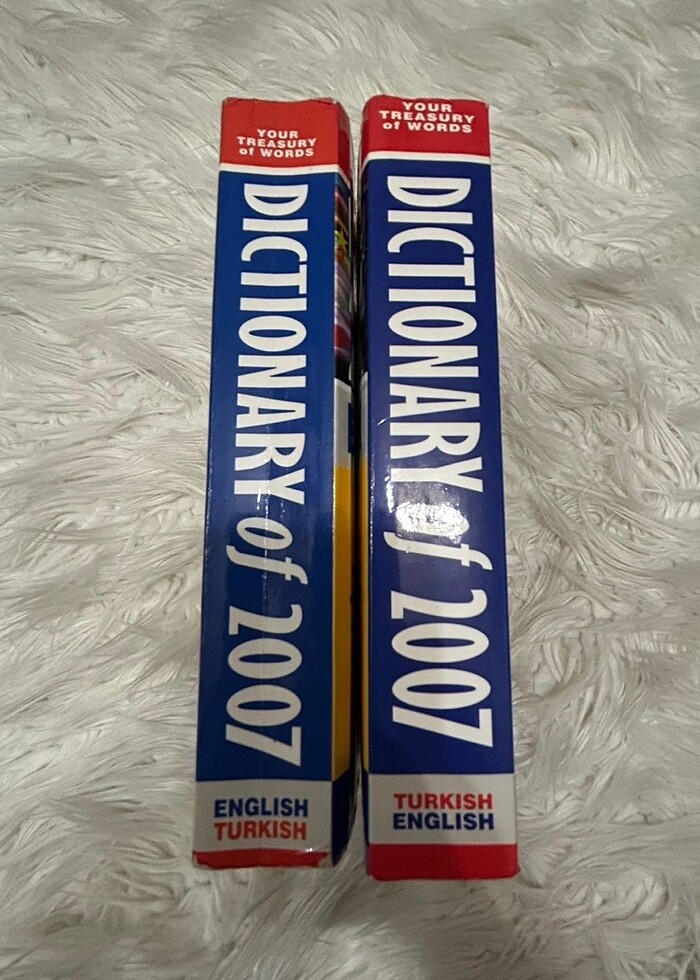 YOUR
TREASURY
of WORDS
DICTIONARY of 2007
ENGLISH
TURKISH
YOUR
TREASURY
of WORDS
DICTIONARY of 2007
TURKISH
ENGLISH